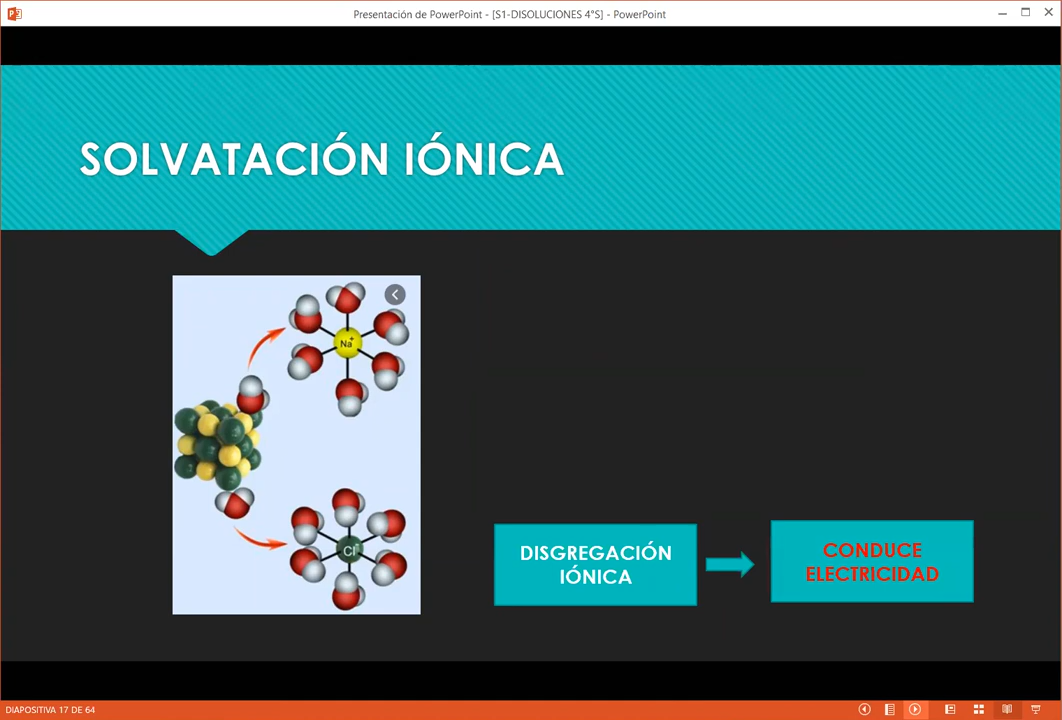 Presentación de PowerPoint - [S1-DISOLUCIONES 4°S] - PowerPoint
SOLVATACIÓN IÓNICA
Na+
Cl-
DISGREGACIÓN
IÓNICA
CONDUCE
ELECTRICIDAD
DIAPOSITIVA 17 DE 64